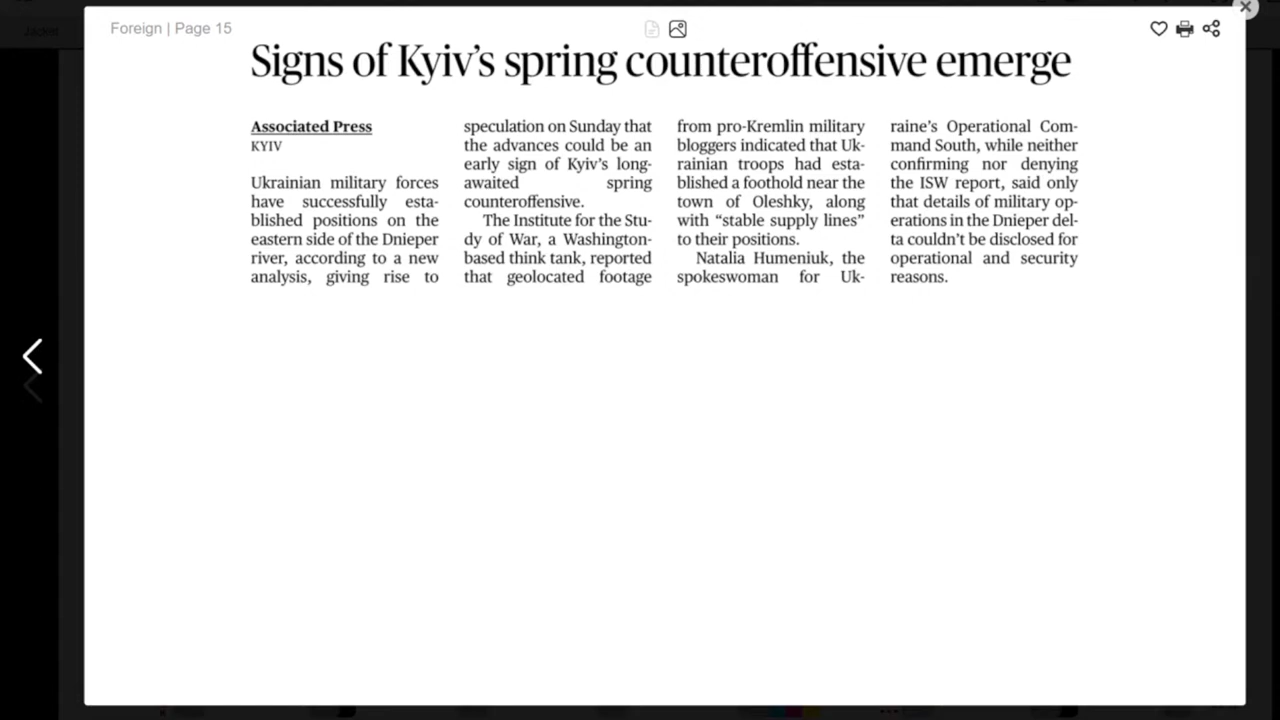 Foreign | Page 15
Signs of Kyiv's spring counteroffensive emerge
Associated Press
KYIV
Ukrainian military forces
have successfully esta-
blished positions on the
eastern side of the Dnieper
river, according to a new
analysis, giving rise to
speculation on Sunday that
the advances could be an
early sign of Kyiv's long-
awaited spring
counteroffensive.
The Institute for the Stu-
dy of War, a Washington-
based think tank, reported
that geolocated footage
from pro-Kremlin military
bloggers indicated that Uk-
rainian troops had esta-
blished a foothold near the
town of Oleshky, along
with “stable supply lines”
to their positions.
Natalia Humeniuk, the
spokeswoman for Uk-
raine's Operational Com-
mand South, while neither
confirming nor denying
the ISW report, said only
that details of military op-
erations in the Dnieper del-
ta couldn't be disclosed for
operational and security
reasons.